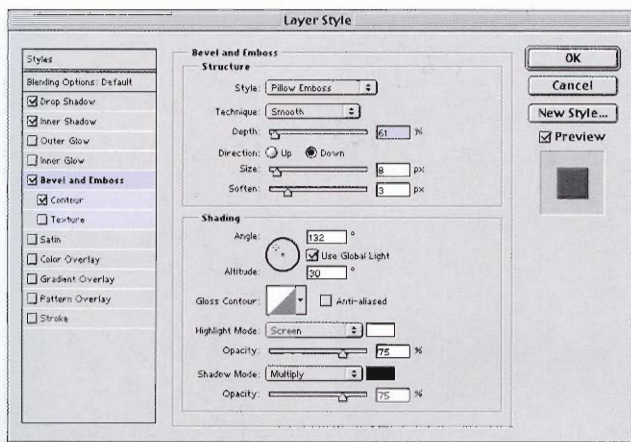 Layer Style
Styles
Blending Options: Default
Drop Shadow
Inner Shadow
Outer Glow
Inner Glow
Bevel and Emboss
Contour
Texture
Satin
Color Overlay
Gradient Overlay
Pattern Overlay
Stroke
Bevel and Emboss
Structure
Style: Pillow Emboss
Technique: Smooth
Depth: 61 %
Direction: Up Down
Size: 8 px
Soften: 3 px
Shading
Angle: 132 °
Use Global Light
Altitude: 30 °
Gloss Contour: Anti-aliased
Highlight Mode: Screen
Opacity: 75 %
Shadow Mode: Multiply
Opacity: 75 %
OK
Cancel
New Style...
Preview